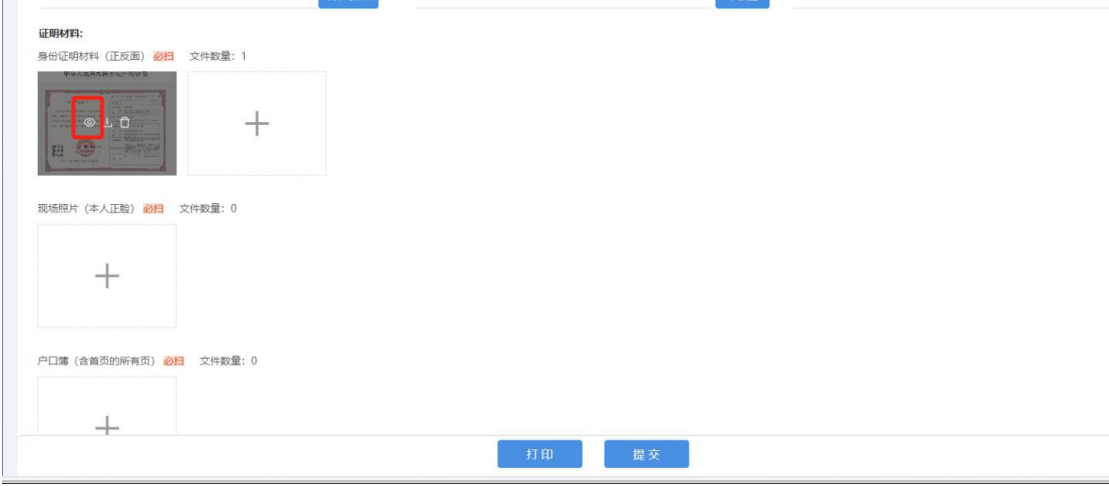 证明材料:
身份证明材料（正反面） 必扫 文件数量: 1
现场照片（本人正脸） 必扫 文件数量: 0
户口簿（含首页的所有页） 必扫 文件数量: 0
打印 提交